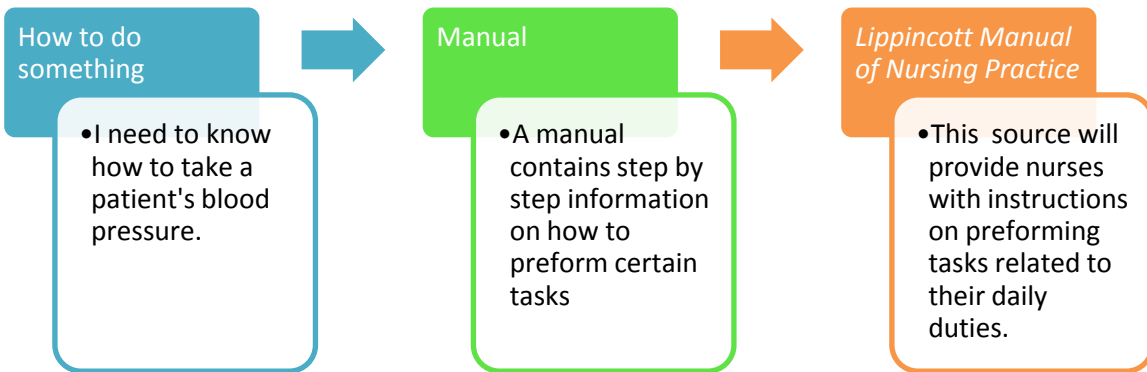 How to do
something
•I need to know
how to take a
patient's blood
pressure.
Manual
•A manual
contains step by
step information
on how to
preform certain
tasks
Lippincott Manual
of Nursing Practice
•This source will
provide nurses
with instructions
on preforming
tasks related to
their daily
duties.